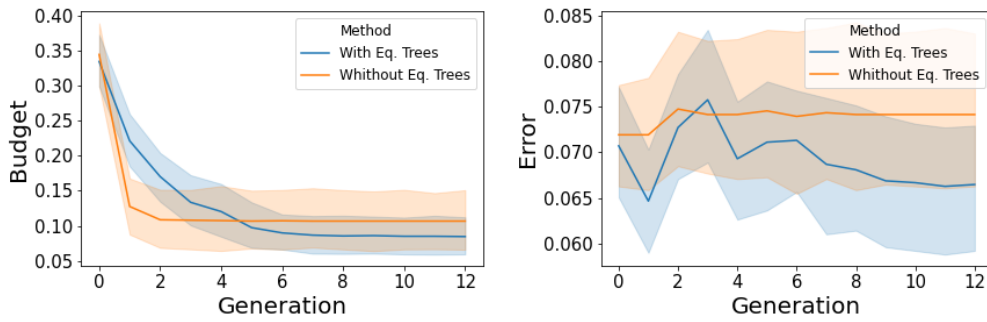 0.40
0.35
0.30
0.25
0.20
0.15
0.10
0.05
Budget
Method
With Eq. Trees
Whithout Eq. Trees
0 2 4 6 8 10 12
Generation
0.085
0.080
0.075
0.070
0.065
0.060
Error
Method
With Eq. Trees
Whithout Eq. Trees
0 2 4 6 8 10 12
Generation